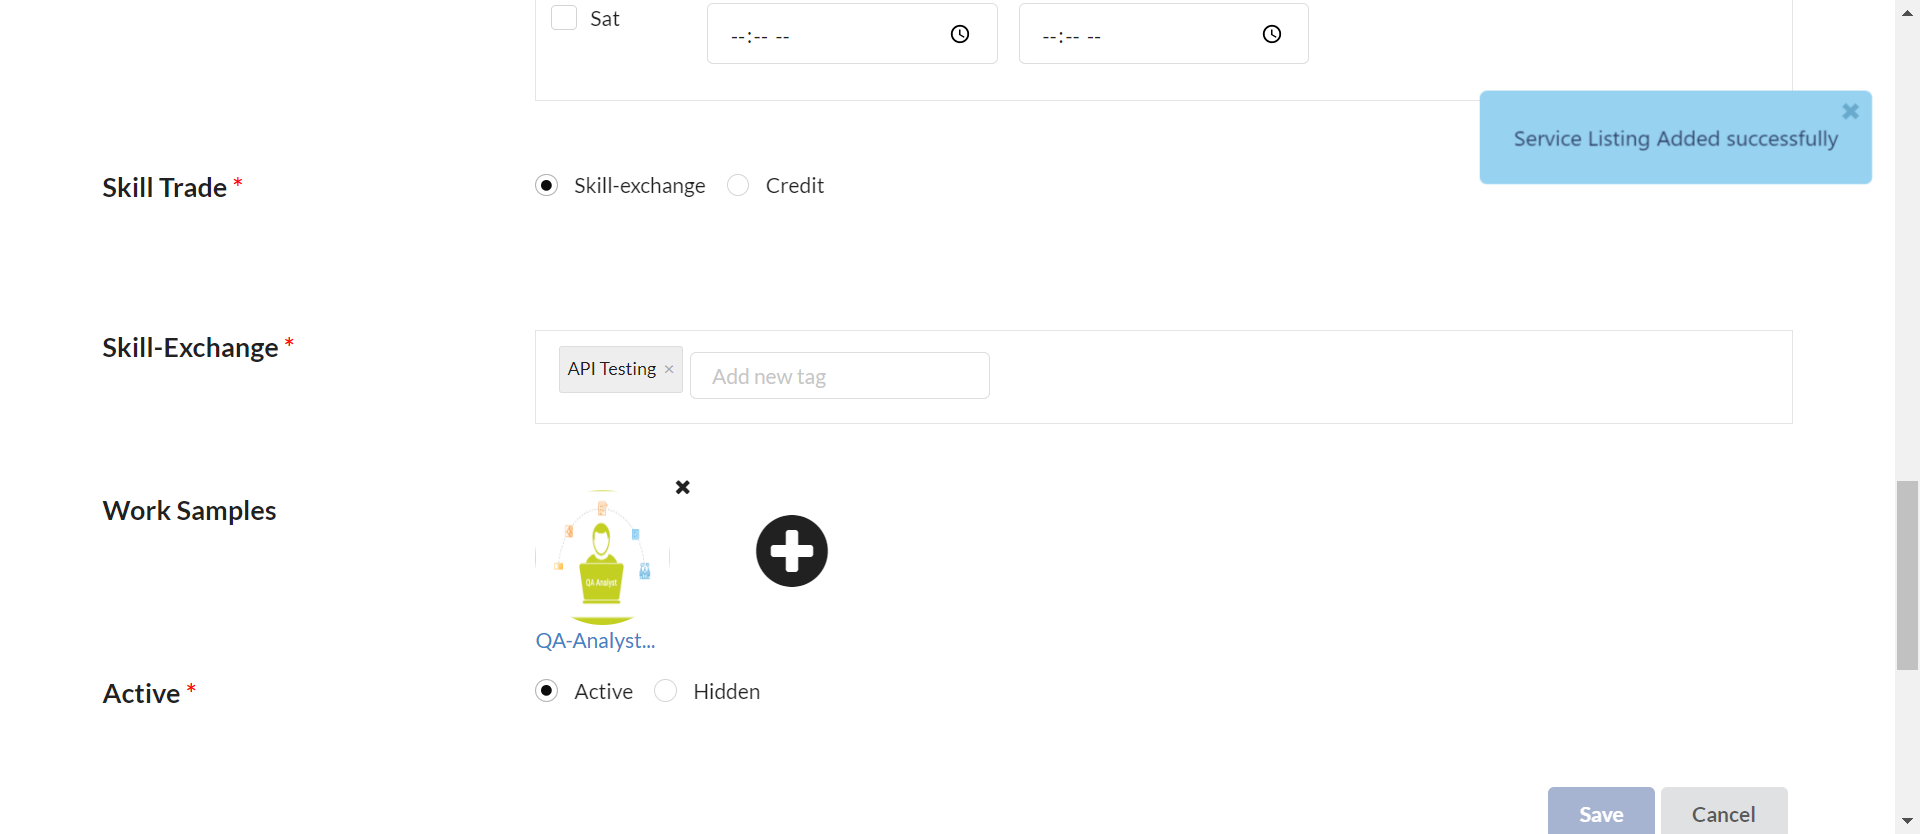 Sat
--:-- --
--:-- --
Service Listing Added successfully
Skill Trade *
Skill-exchange
Credit
Skill-Exchange *
API Testing ×
Add new tag
Work Samples
QA Analyst
QA-Analyst...
Active *
Active
Hidden
Save
Cancel